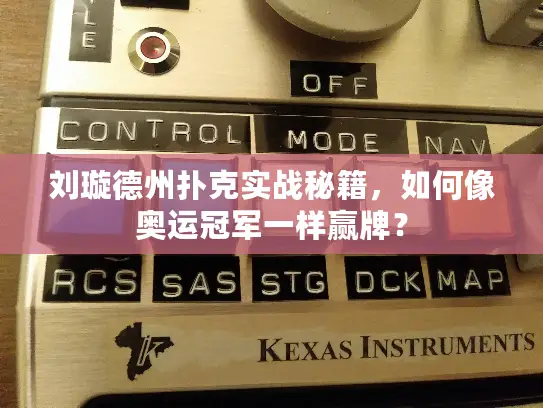 YLE
OFF
CONTROL MODE NAV
刘璇德州扑克实战秘籍，如何像
奥运冠军一样赢牌？
RCS SAS STG DCK MAP
KEXAS INSTRUMENTS